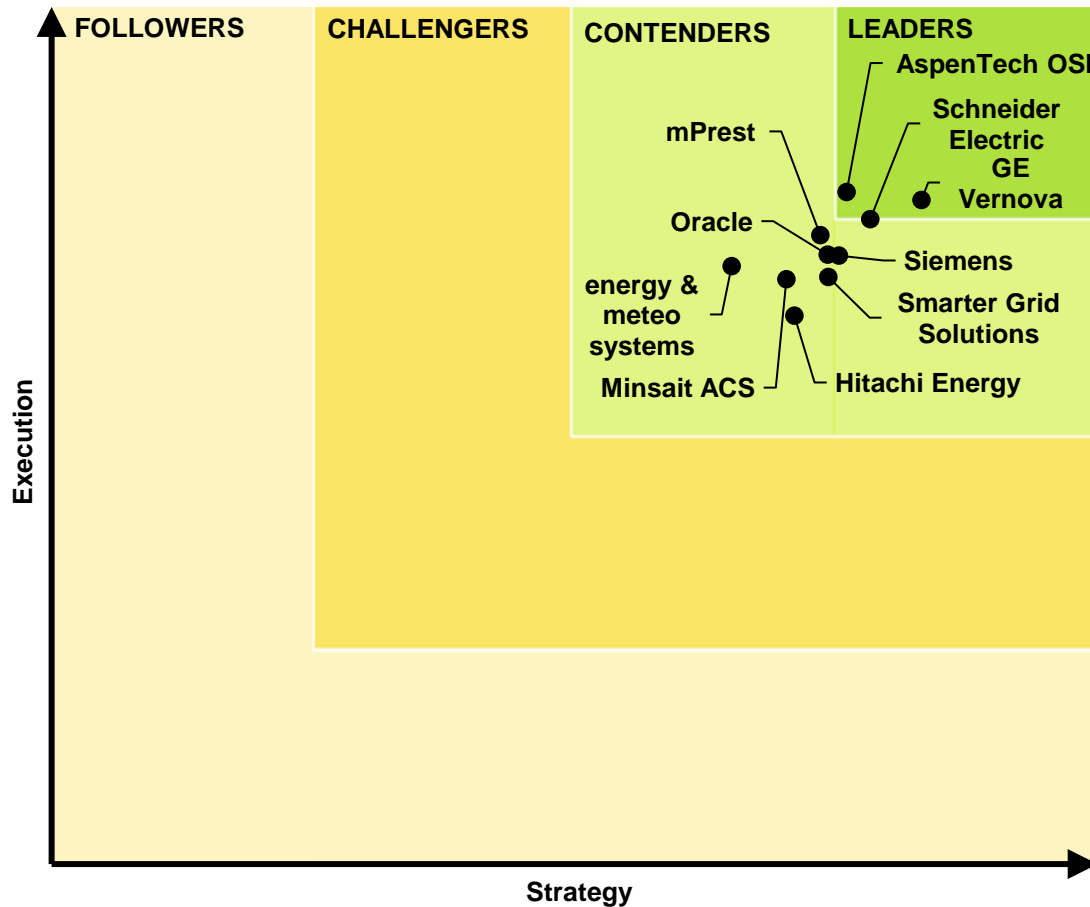 FOLLOWERS
CHALLENGERS
CONTENDERS
LEADERS
AspenTech OSI
Schneider
Electric
GE
Vernova
mPrest
Oracle
Siemens
energy &
meteo
systems
Smarter Grid
Solutions
Minsait ACS
Hitachi Energy
Execution
Strategy